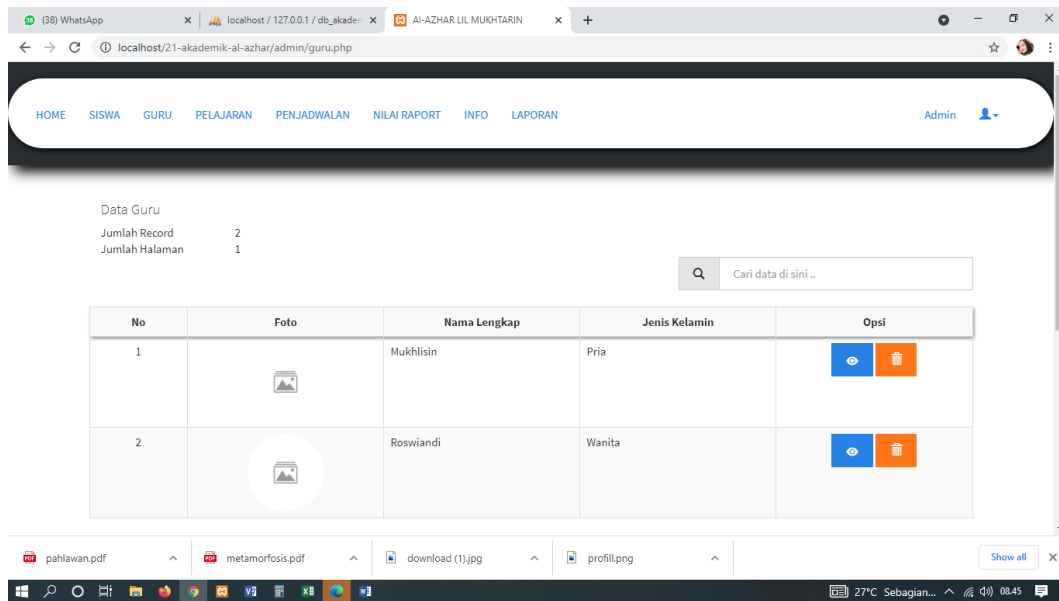 (38) WhatsApp
localhost / 127.0.0.1 / db_akaden
Al-AZHAR LIL MUKHTARIN
localhost/21-akademik-al-azhar/admin/guru.php
HOME SISWA GURU PELAJARAN PENJADWALAN NILAI RAPORT INFO LAPORAN Admin
Data Guru
Jumlah Record 2
Jumlah Halaman 1
Cari data di sini ..
No Foto Nama Lengkap Jenis Kelamin Opsi
1 Mukhlisin Pria
2 Roswiandi Wanita
pahlawan.pdf metamorfosis.pdf download (1).jpg profill.png Show all
27°C Sebagian... 08.45